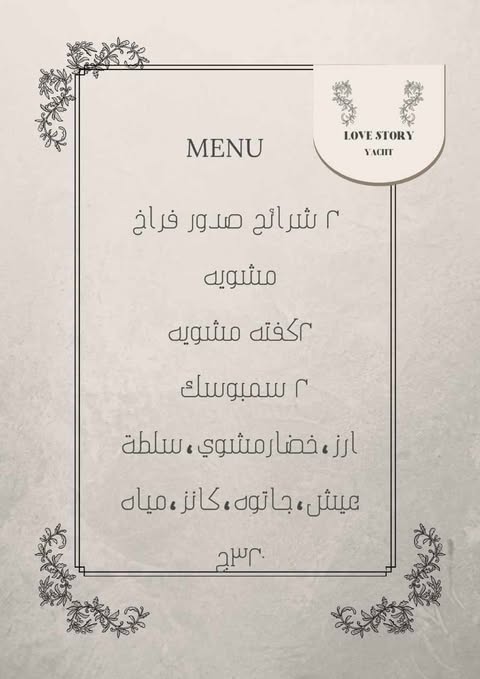 LOVE STORY
YACHT
MENU
٢ شرائح صدور فراخ
مشويه
٢كفته مشويه
٢ سمبوسك
ارز،خضارمشوي،سلطة
عيش،جاتوه،كانز،مياه
٣٢٠ج